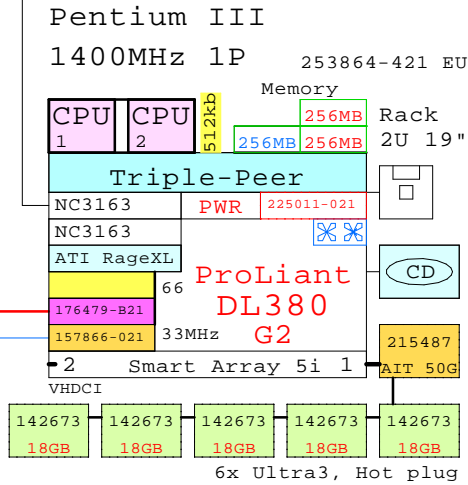 Pentium III
1400MHz 1P
253864-421 EU
Memory
CPU
1
CPU
2
512kb
256MB
256MB
256MB
Rack
2U 19"
Triple-Peer
NC3163
PWR
225011-021
NC3163
ATI RageXL
CD
66
176479-B21
ProLiant
DL380
G2
157866-021
33MHz
215487
AIT 50G
2
Smart Array 5i
1
VHDCI
142673
142673
142673
142673
142673
18GB
18GB
18GB
18GB
18GB
6x Ultra3, Hot plug